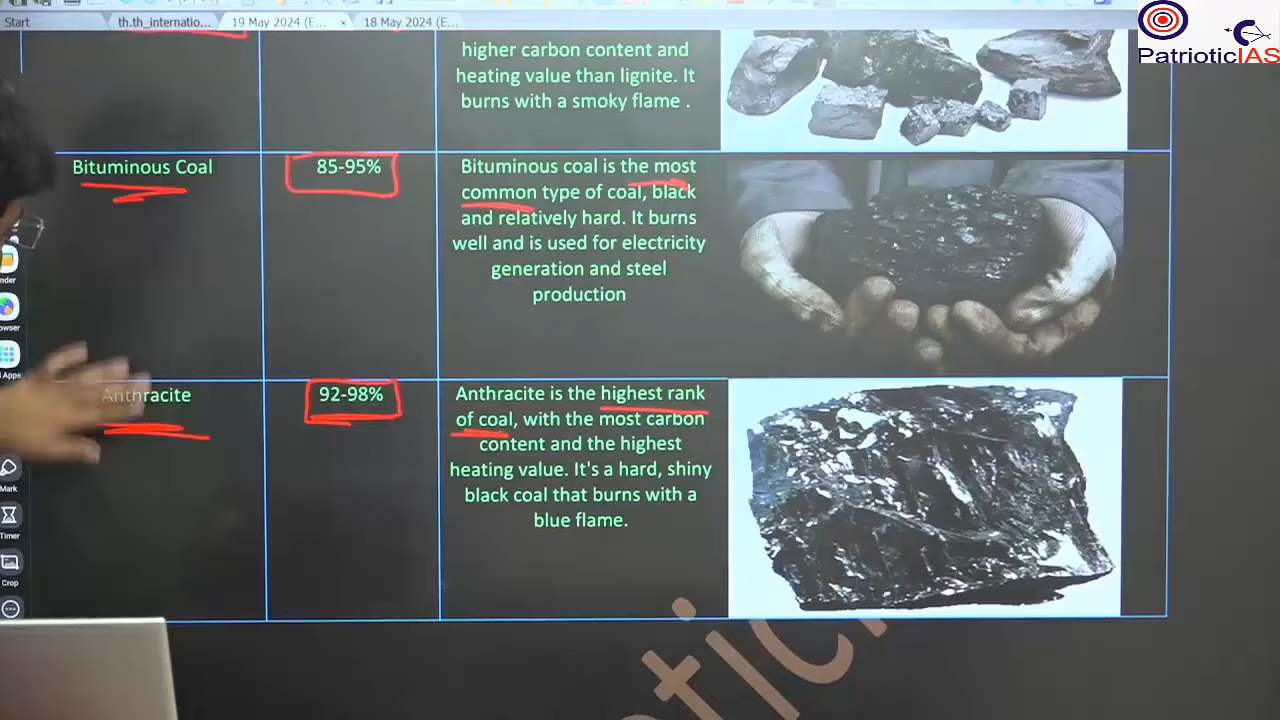 Start
th.th_internatio...
19 May 2024 (E...
×
18 May 2024 (E...
PatrioticIAS
higher carbon content and
heating value than lignite. It
burns with a smoky flame .
Bituminous Coal
85-95%
Bituminous coal is the most
common type of coal, black
and relatively hard. It burns
well and is used for electricity
generation and steel
production
Anthracite
92-98%
Anthracite is the highest rank
of coal, with the most carbon
content and the highest
heating value. It's a hard, shiny
black coal that burns with a
blue flame.
Apps
Mark
Timer
Crop